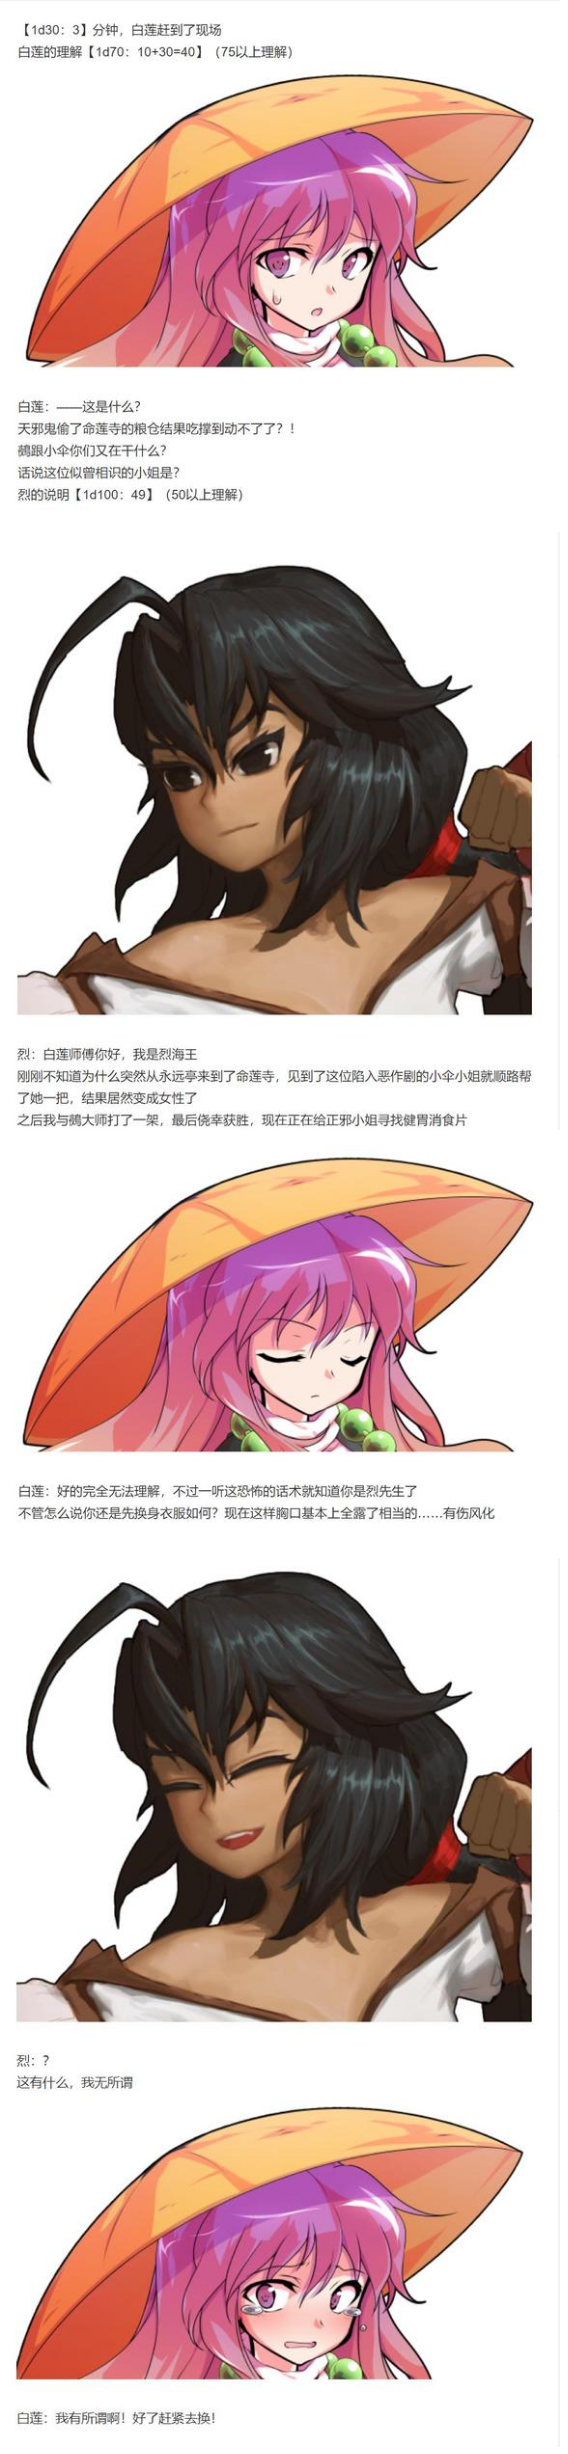 【1d30：3】分钟，白莲赶到了现场
白莲的理解【1d70：10+30=40】（75以上理解）
白莲：——这是什么？
天邪鬼偷了命莲寺的粮仓结果吃撑到动不了了？！
鵺跟小伞你们又在干什么？
话说这位似曾相识的小姐是？
烈的说明【1d100：49】（50以上理解）
烈：白莲师傅你好，我是烈海王
刚刚不知道为什么突然从永远亭来到了命莲寺，见到了这位陷入恶作剧的小伞小姐就顺路帮
了她一把，结果居然变成女性了
之后我与鵺大师打了一架，最后侥幸获胜，现在正在给正邪小姐寻找健胃消食片
白莲：好的完全无法理解，不过一听这恐怖的话术就知道你是烈先生了
不管怎么说你还是先换身衣服如何？现在这样胸口基本上全露了相当的……有伤风化
烈：？
这有什么，我无所谓
白莲：我有所谓啊！好了赶紧去换！